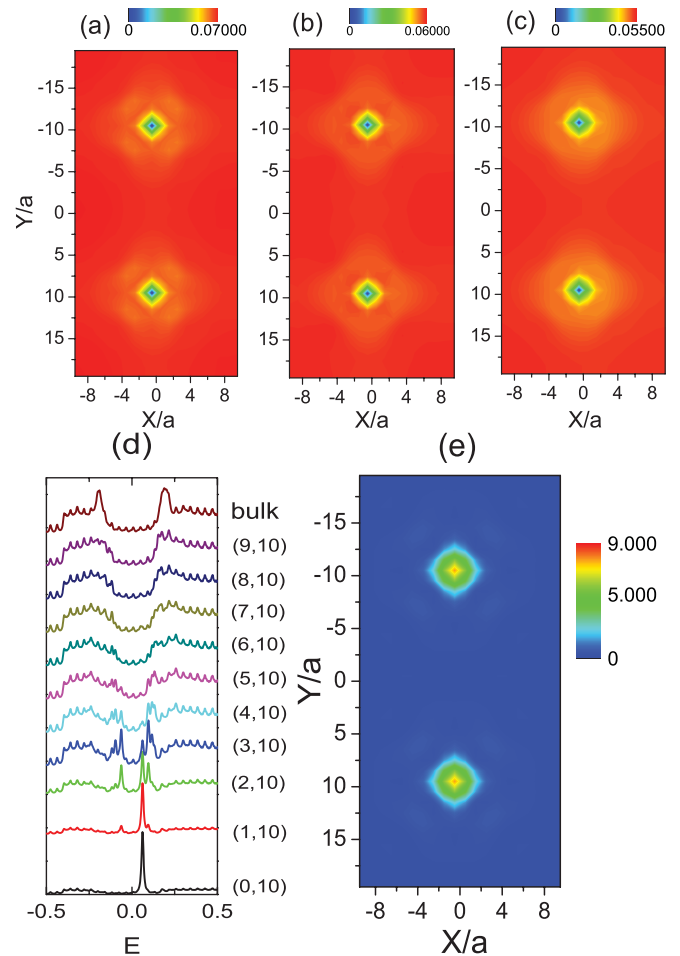 (a) (b) (c)
0 0.07000 0 0.06000 0 0.05500
-15 -15 -15
-10 -10 -10
-5 -5 -5
Y/a 0 0 0
5 5 5
10 10 10
15 15 15
-8 -4 0 4 8 -8 -4 0 4 8 -8 -4 0 4 8
X/a X/a X/a
(d) (e)
bulk
(9,10)
(8,10)
(7,10)
(6,10)
(5,10)
(4,10)
(3,10)
(2,10)
(1,10)
(0,10)
-0.5 0.0 0.5
E
-15
-10
-5
0
5
10
15
Y/a
-8 -4 0 4 8
X/a
9.000
5.000
0